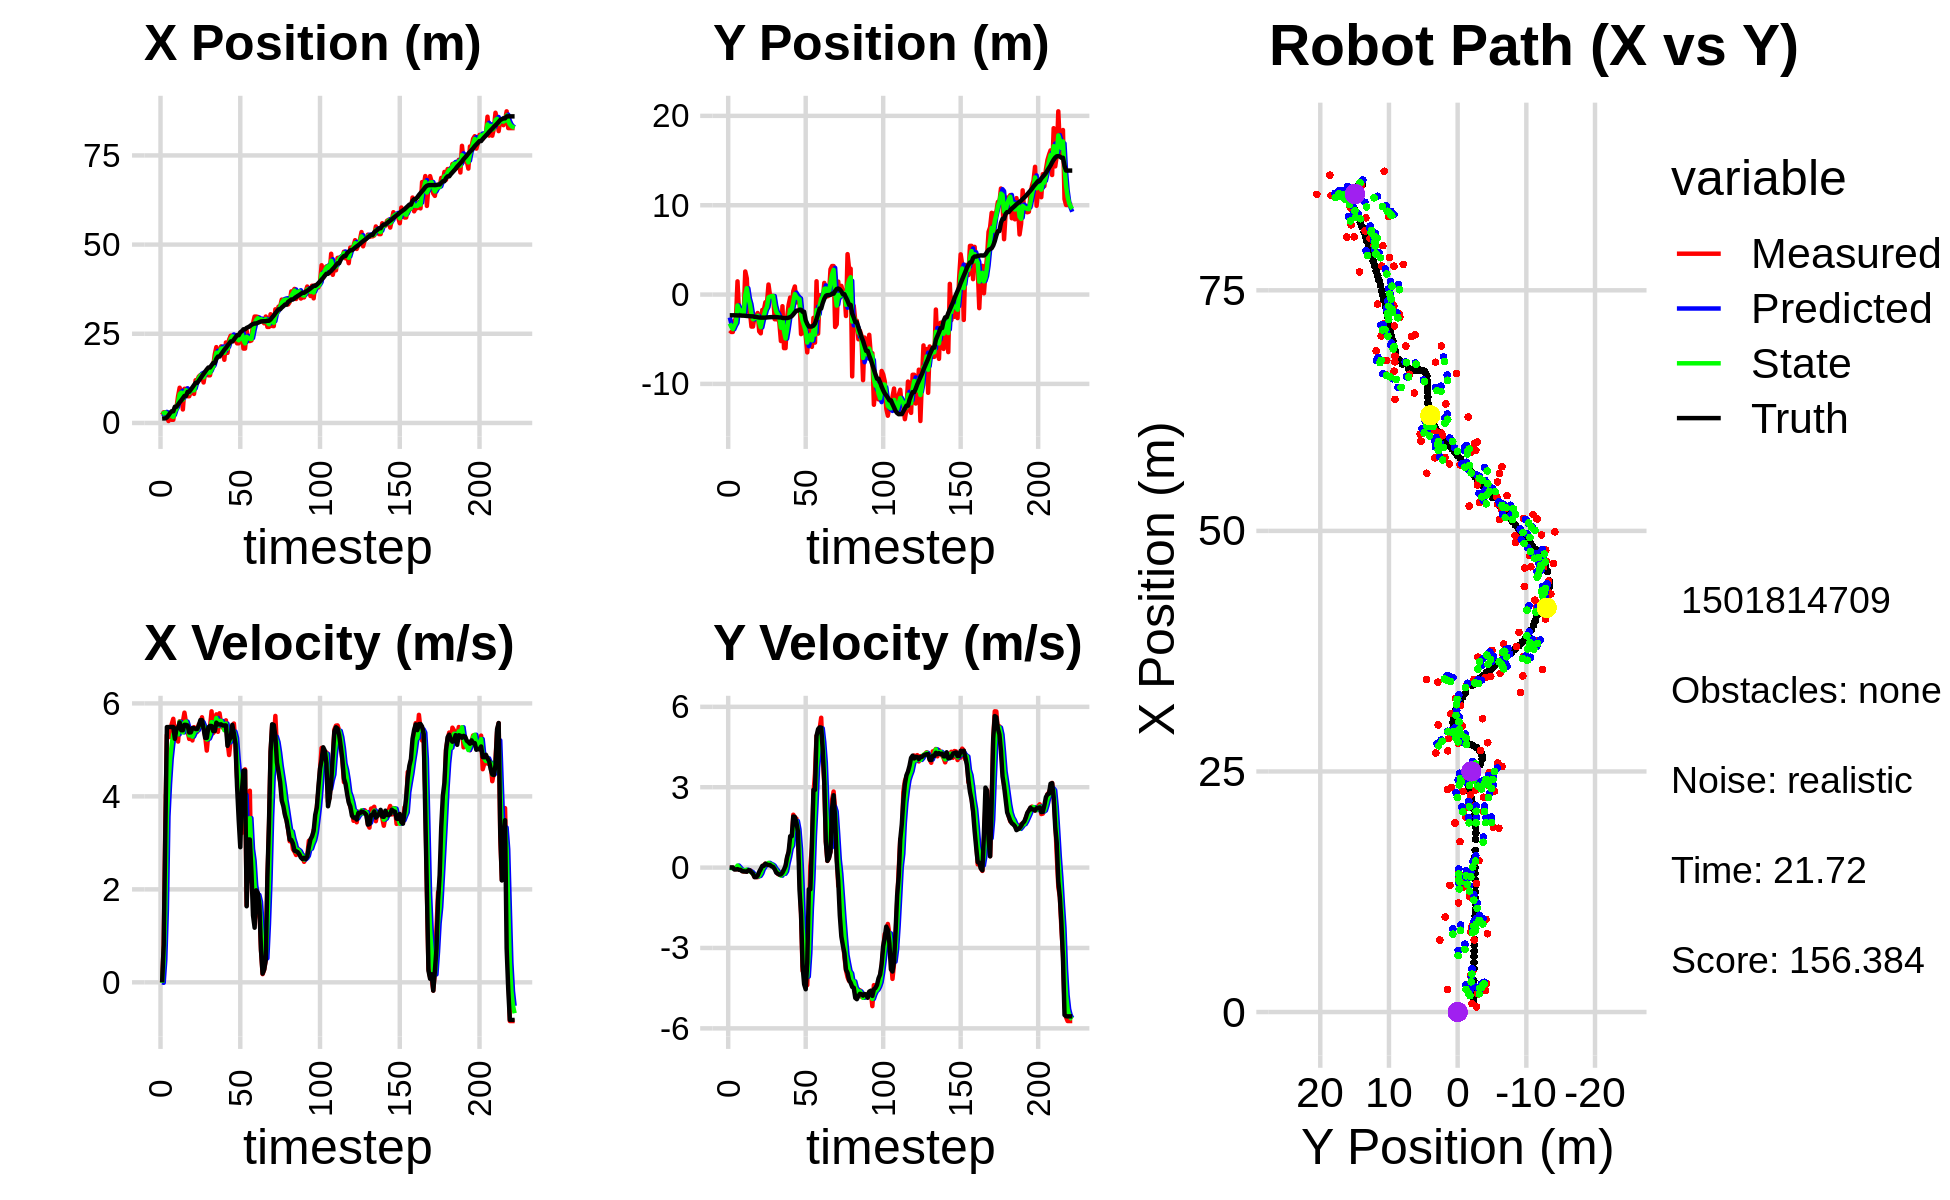 X Position (m)
75
50
25
0
0
50
100
150
200
timestep
Y Position (m)
20
10
0
-10
0
50
100
150
200
timestep
X Velocity (m/s)
6
4
2
0
0
50
100
150
200
timestep
Y Velocity (m/s)
6
3
0
-3
-6
0
50
100
150
200
timestep
Robot Path (X vs Y)
X Position (m)
75
50
25
0
20
10
0
-10
-20
Y Position (m)
variable
Measured
Predicted
State
Truth
1501814709
Obstacles: none
Noise: realistic
Time: 21.72
Score: 156.384